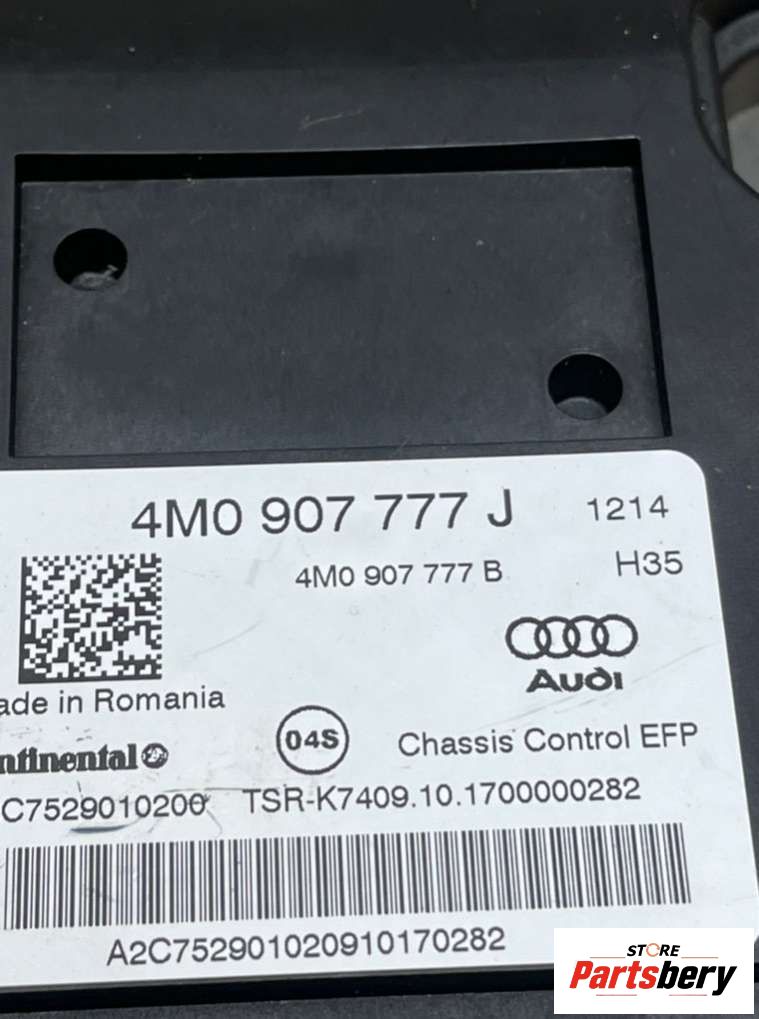 4M0 907 777 J 1214
4M0 907 777 B H35
Audi
ade in Romania
04S
Chassis Control EFP
ntinental
C7529010200 TSR-K7409.10.1700000282
A2C752901020910170282
STORE
Partsbery